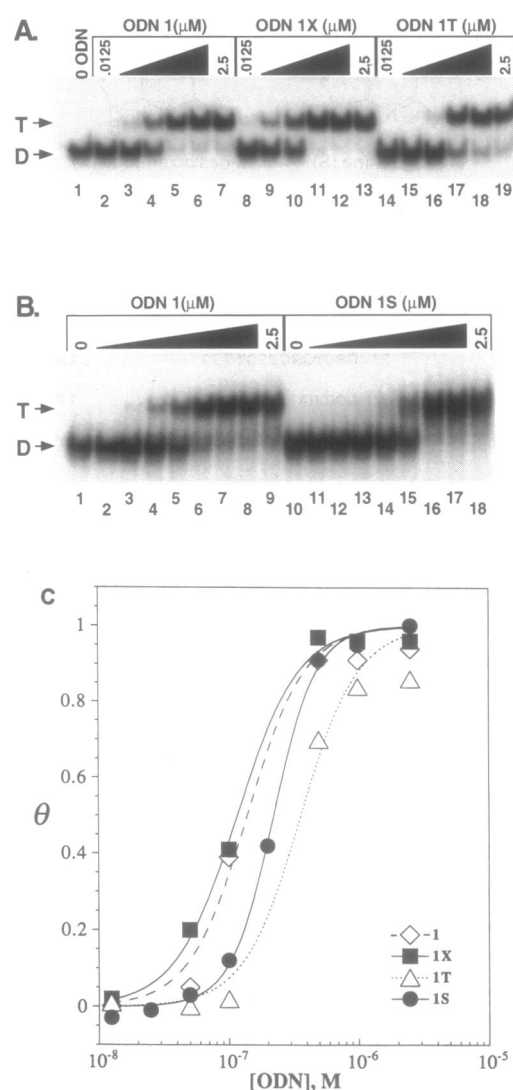 A.
ODN 1(μM) ODN 1X (μM) ODN 1T (μM)
0 ODN .0125 2.5 .0125 2.5 .0125 2.5
T
D
1 2 3 4 5 6 7 8 9 10 11 12 13 14 15 16 17 18 19
B.
ODN 1(μM) ODN 1S (μM)
0 2.5 0 2.5
T
D
1 2 3 4 5 6 7 8 9 10 11 12 13 14 15 16 17 18
C
1
0.8
0.6
0.4
0.2
0
θ
1
1X
1T
1S
10⁻⁸ 10⁻⁷ 10⁻⁶ 10⁻⁵
[ODN], M